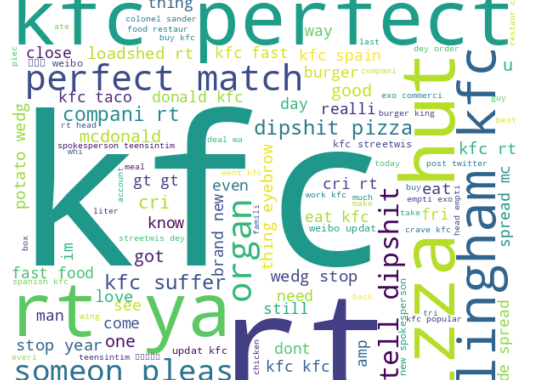 thing
kfc perfect
colonel sander
food restaur
buy kfc
ate
way
last
close
loadshed rt
kfc fast
kfc spain
dey order
weibo
perfect match
burger
compani
kfc taco
donald kfc
day
good
exo commerci
u
guy
potato wedg
compani rt
really
burger king
best
rt head
mcdonald
deal wa
dipshit pizza
spokesperson teensintim
kfc streetwis
kfc rt
whi
meal
went kfc
today
post twitter
kfc
account
gt gt
even
cri rt
buy
eat
empti exo
head empti
cri
work kfc
much
make
liter
know
famili
eat kfc
take
fri
streetwis dey
weibo updat
crave kfc
box
im
got
brand new
organ
thing eyebrow
tell dipshit
zza hut
lingham kfc
spread mc
fast food
spanish kfc
kfc suffer
wedg stop
rt ya
love
see
need
back
new spokesperson
kfc popular
man
wing
come
still
rt
tri
stop year
one
updat kfc
dont
amp
everi
teensintim
chicken
kfc kfc
de spread
someon pleas